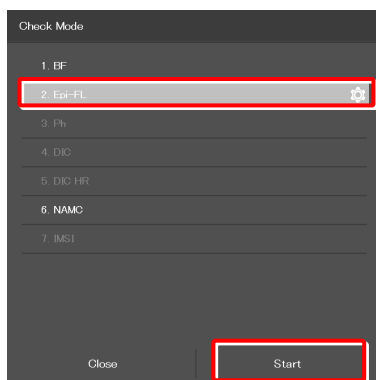 Check Mode
1. BF
2. Epi-FL
3. Ph
4. DIC
5. DIC HR
6. NAMC
7. IMSI
Close
Start